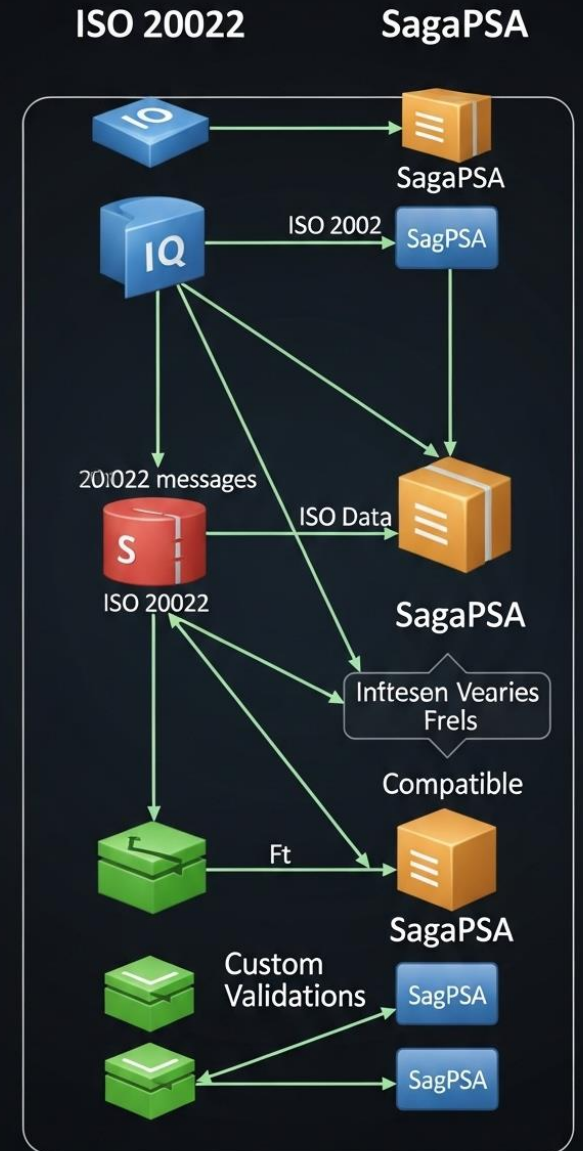 ISO 20022 SagaPSA
IO
SagaPSA
ISO 2002
SagPSA
IQ
messages
ISO Data
S
ISO 20022
SagaPSA
Inftesen Vearies
Frels
Compatible
Ft
SagaPSA
Custom
Validations
SagPSA
SagPSA